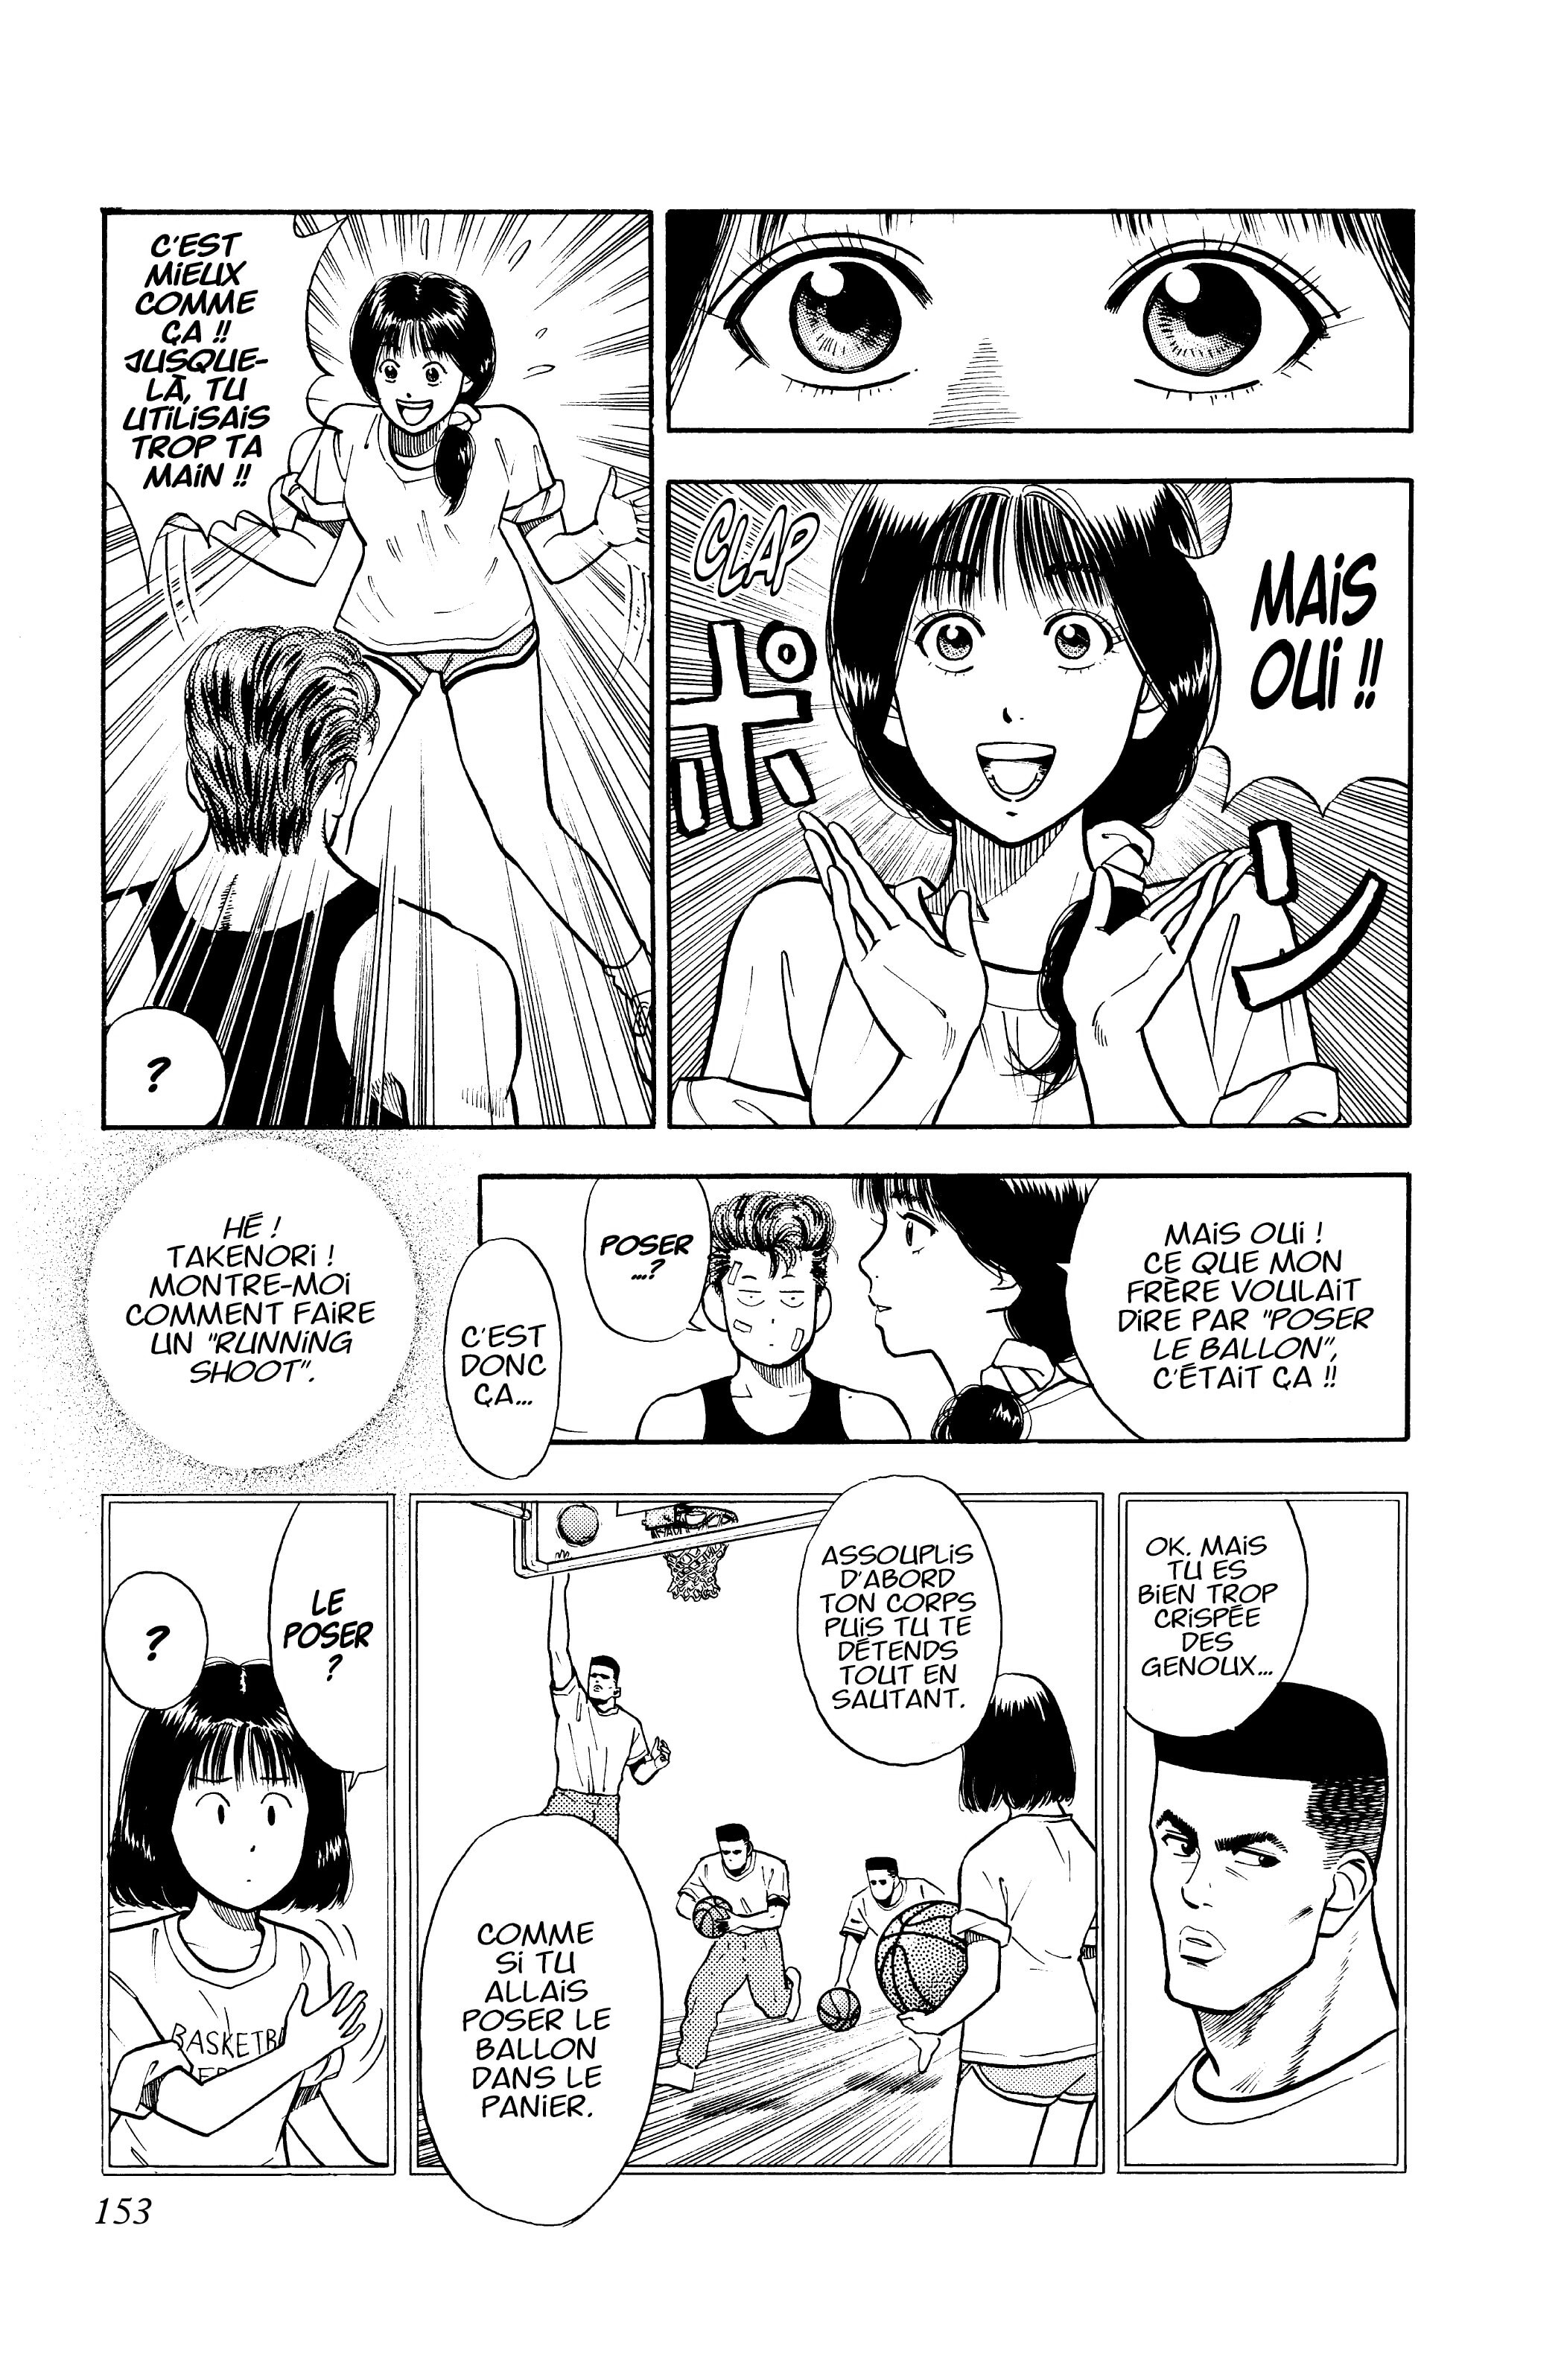 MAIS
OUI !!
CLAP
ポン
C'EST
MIEUX
COMME
ÇA !!
JUSQUE-
LÀ, TU
UTILISAIS
TROP TA
MAIN !!
?
MAIS OUI !
CE QUE MON
FRÈRE VOULAIT
DIRE PAR "POSER
LE BALLON",
C'ÉTAIT ÇA !!
POSER
...?
C'EST
DONC
ÇA...
HÉ !
TAKENORI !
MONTRE-MOI
COMMENT FAIRE
UN "RUNNING
SHOOT".
OK. MAIS
TU ES
BIEN TROP
CRISPÉE
DES
GENOUX...
ASSOUPLIS
D'ABORD
TON CORPS
PUIS TU TE
DÉTENDS
TOUT EN
SAUTANT.
COMME
SI TU
ALLAIS
POSER LE
BALLON
DANS LE
PANIER.
LE
POSER
?
?
BASKETB
153